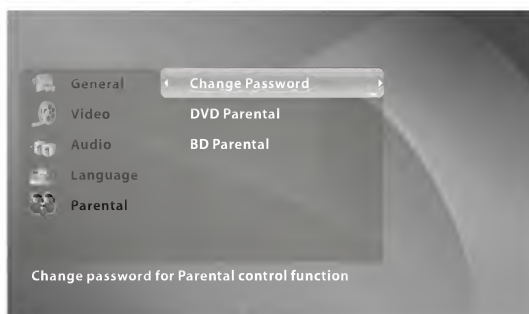 General
Change Password
Video
DVD Parental
Audio
BD Parental
Language
Parental
Change password for Parental control function